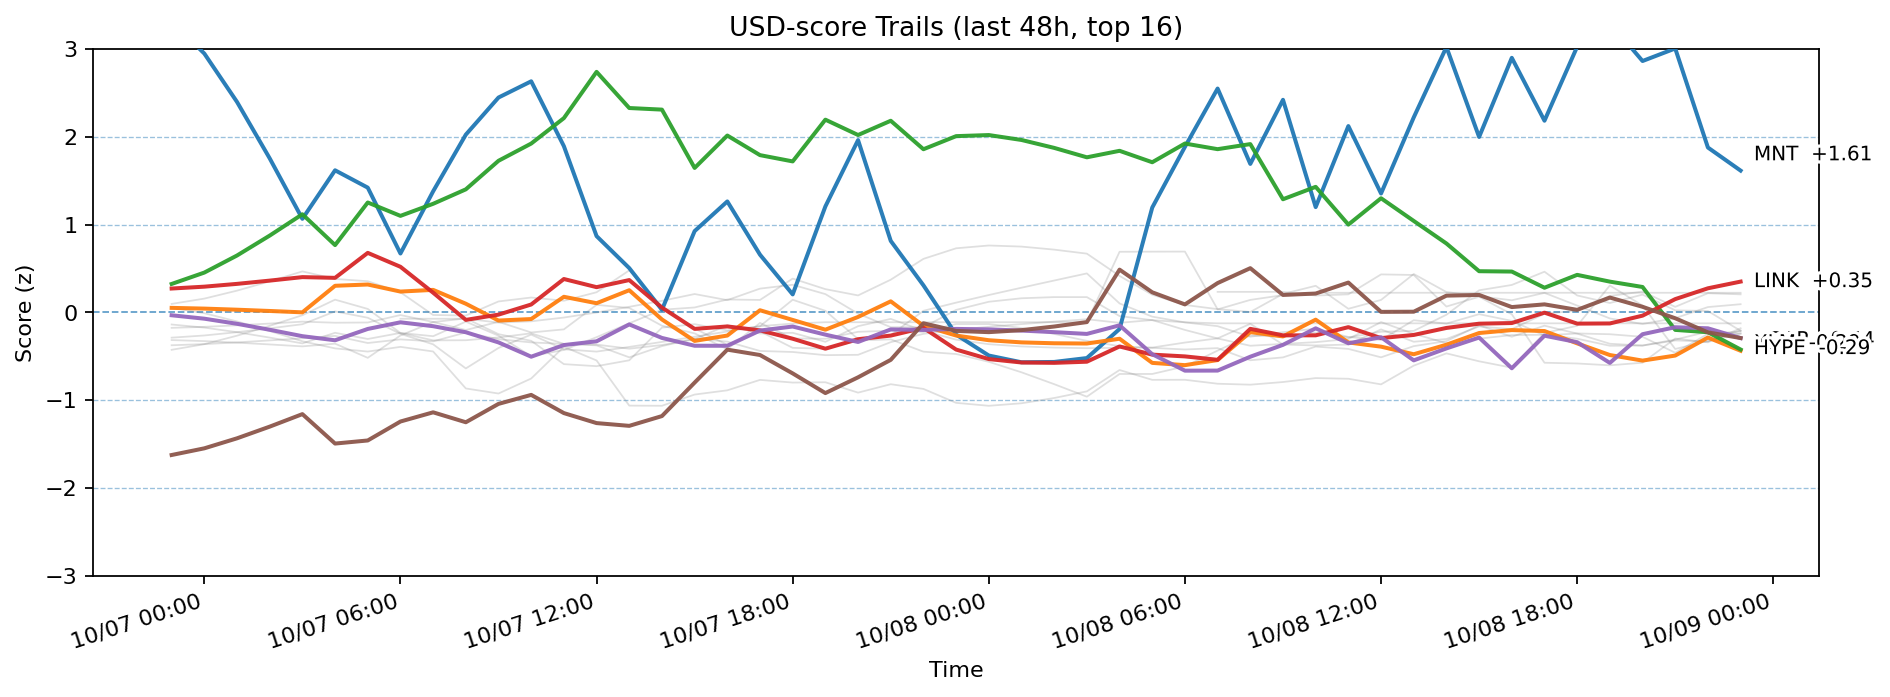 USD-score Trails (last 48h, top 16)
Score (z)
3
2
1
0
−1
−2
−3
MNT +1.61
LINK +0.35
HYPE -0.29
10/07 00:00
10/07 06:00
10/07 12:00
10/07 18:00
10/08 00:00
10/08 06:00
10/08 12:00
10/08 18:00
10/09 00:00
Time